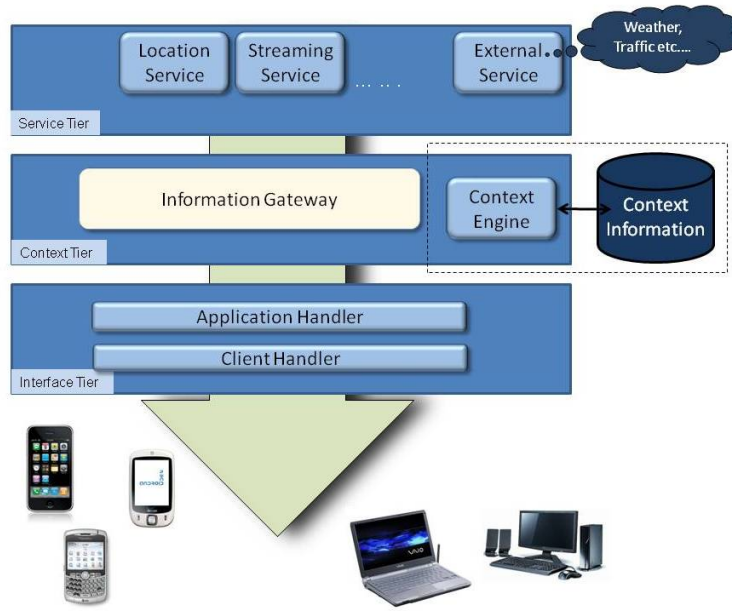 Weather,
Traffic etc....
Location
Service
Streaming
Service
... .. .
External
Service
Service Tier
Information Gateway
Context
Engine
Context
Information
Context Tier
Application Handler
Client Handler
Interface Tier
VAIO